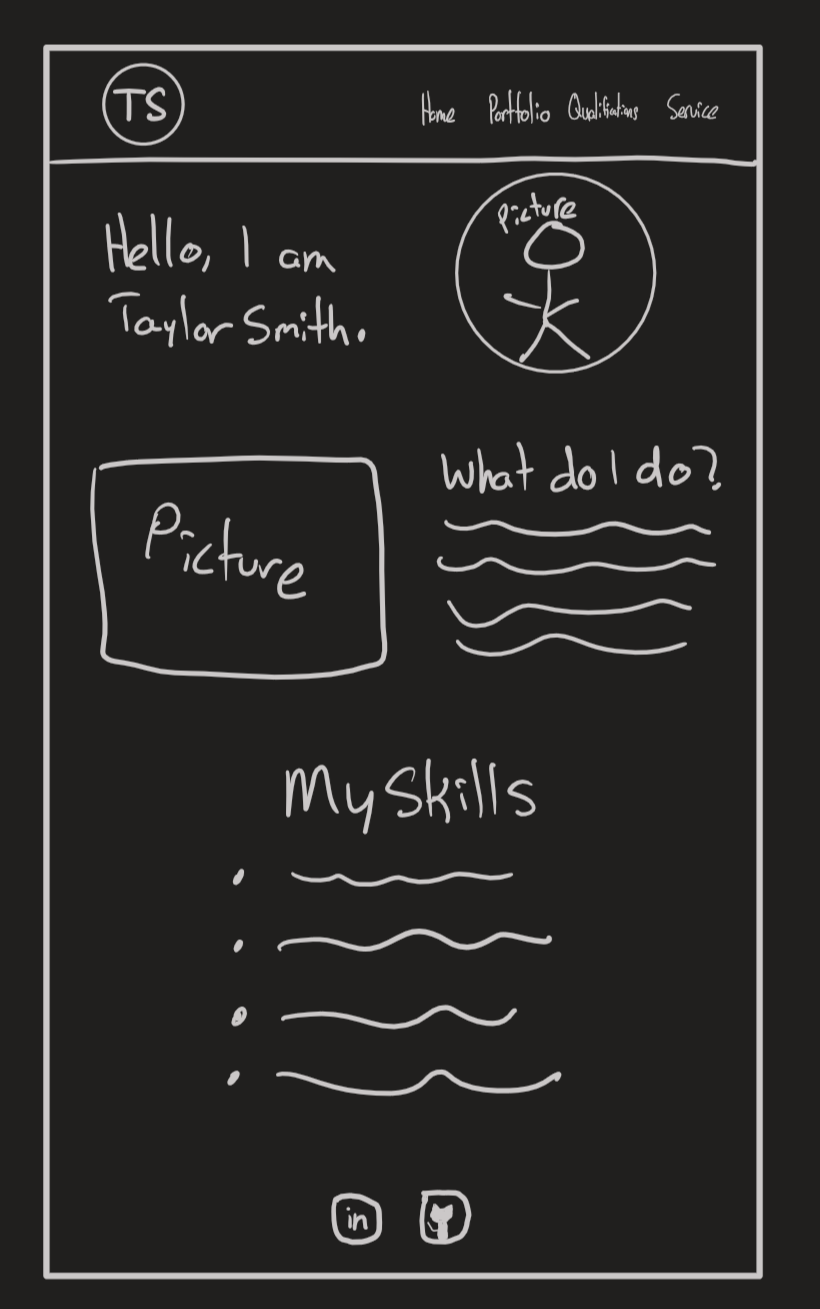 TS
Home Portfolio Qualifications Service
Picture
Hello, I am
Taylor Smith.
What do I do?
Picture
My Skills
in